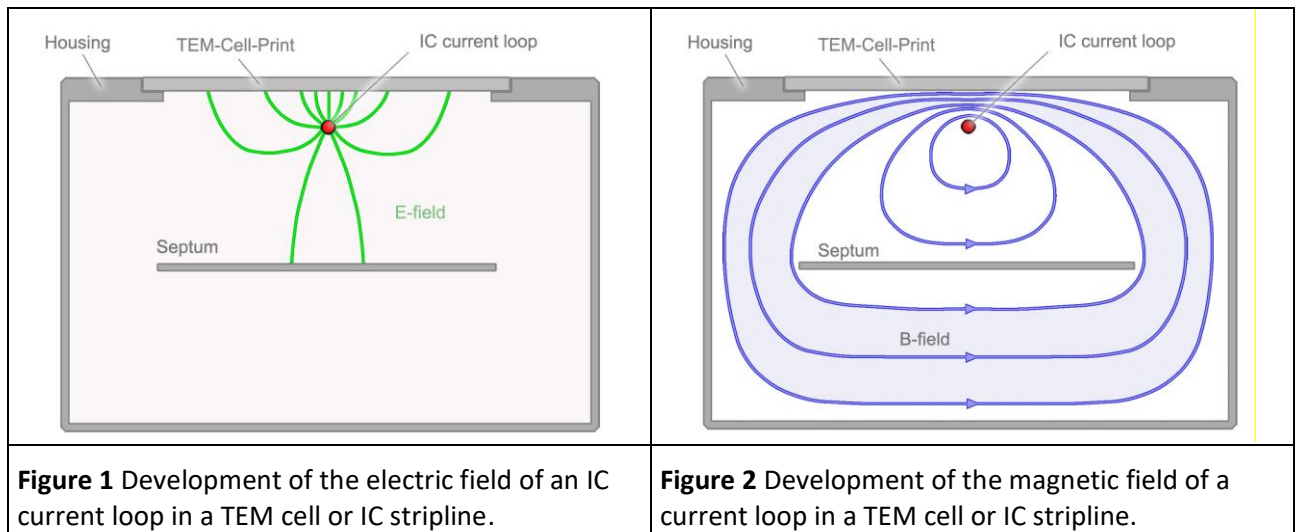 Housing
TEM-Cell-Print
IC current loop
E-field
Septum
Housing
TEM-Cell-Print
IC current loop
Septum
B-field
Figure 1 Development of the electric field of an IC
current loop in a TEM cell or IC stripline.
Figure 2 Development of the magnetic field of a
current loop in a TEM cell or IC stripline.